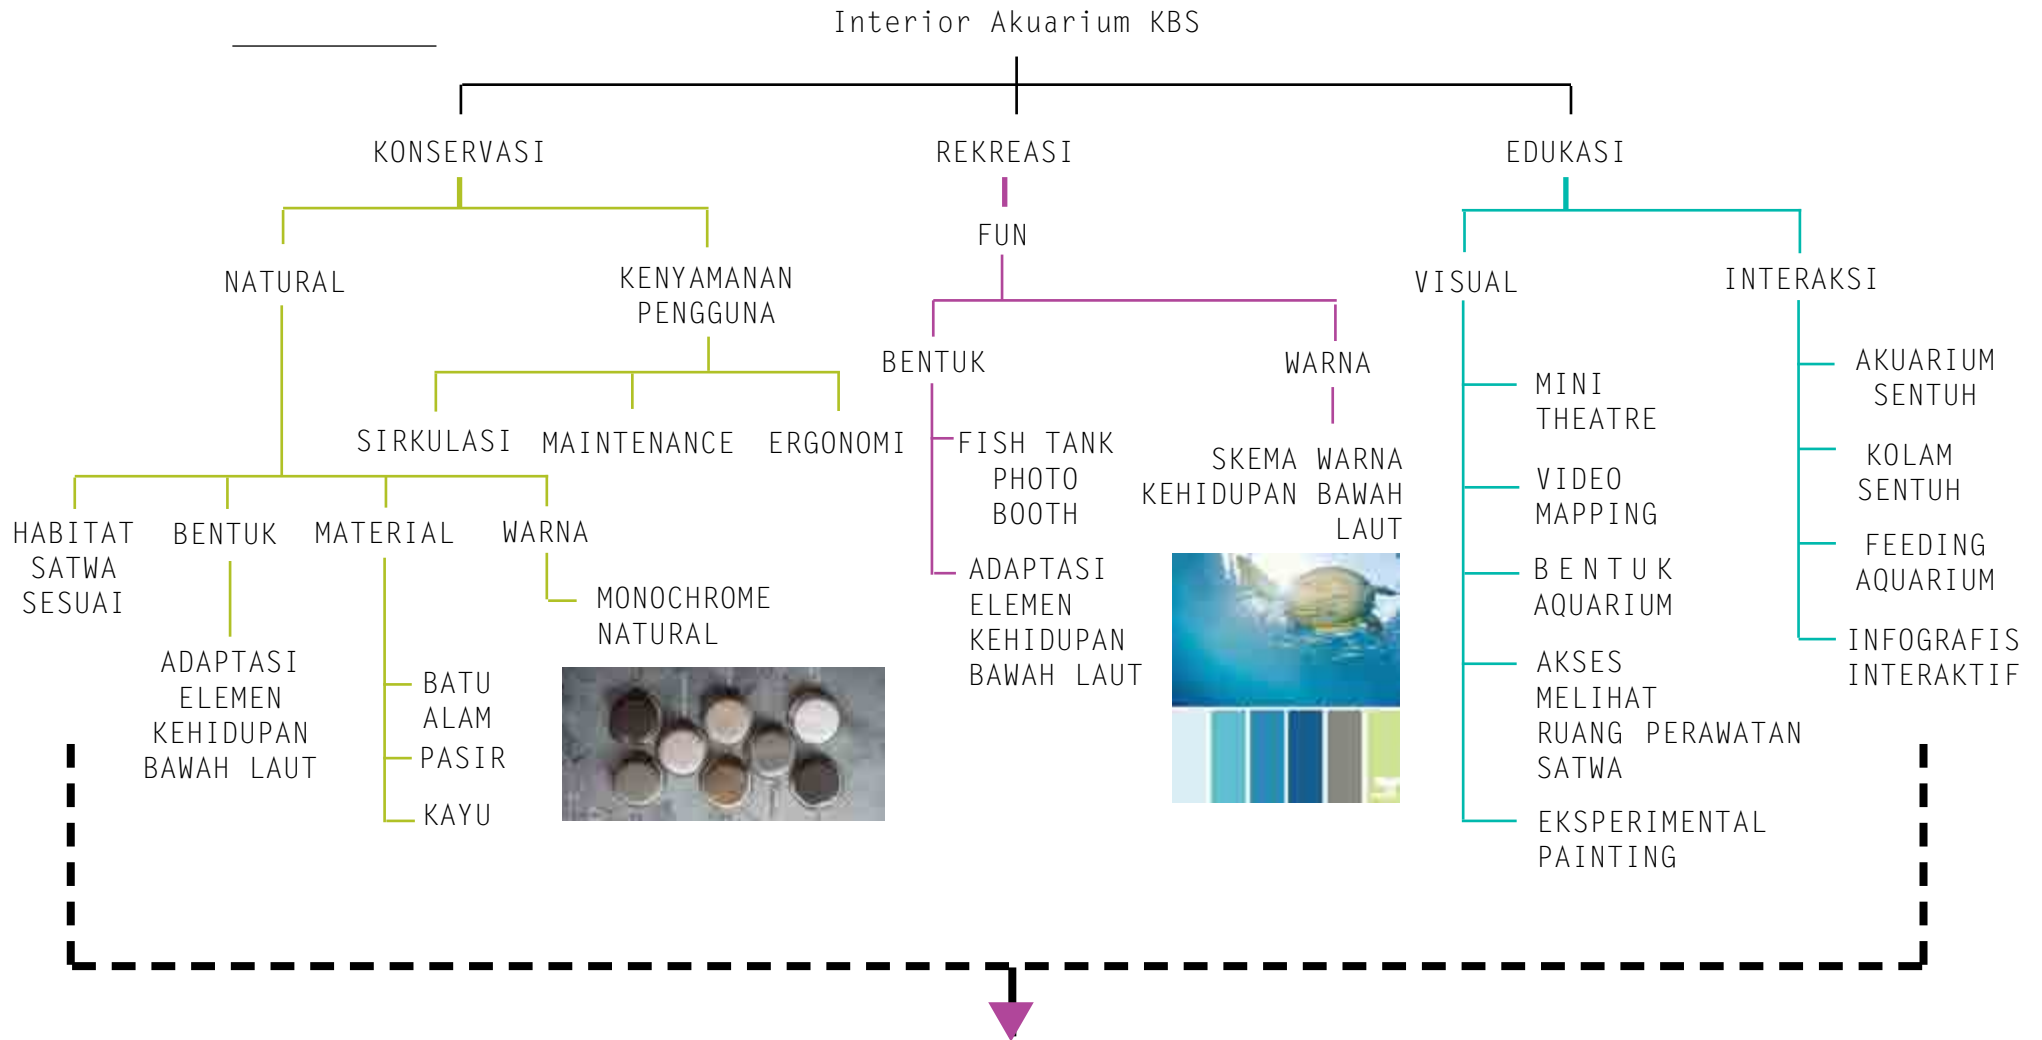 Interior Akuarium KBS
KONSERVASI
REKREASI
EDUKASI
NATURAL
KENYAMANAN
PENGGUNA
FUN
VISUAL
INTERAKSI
SIRKULASI
MAINTENANCE
ERGONOMI
HABITAT
SATWA
SESUAI
BENTUK
ADAPTASI
ELEMEN
KEHIDUPAN
BAWAH LAUT
MATERIAL
BATU
ALAM
PASIR
KAYU
WARNA
MONOCHROME
NATURAL
BENTUK
FISH TANK
PHOTO
BOOTH
ADAPTASI
ELEMEN
KEHIDUPAN
BAWAH LAUT
WARNA
SKEMA WARNA
KEHIDUPAN BAWAH
LAUT
MINI
THEATRE
VIDEO
MAPPING
BENTUK
AQUARIUM
AKSES
MELIHAT
RUANG PERAWATAN
SATWA
EKSPERIMENTAL
PAINTING
AKUARIUM
SENTUH
KOLAM
SENTUH
FEEDING
AQUARIUM
INFOGRAFIS
INTERAKTIF